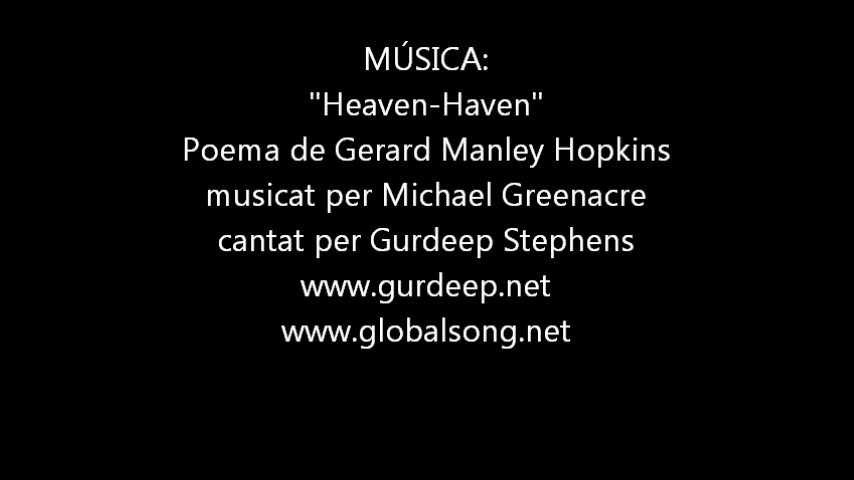 MÚSICA:
"Heaven-Haven"
Poema de Gerard Manley Hopkins
musicat per Michael Greenacre
cantat per Gurdeep Stephens
www.gurdeep.net
www.globalsong.net